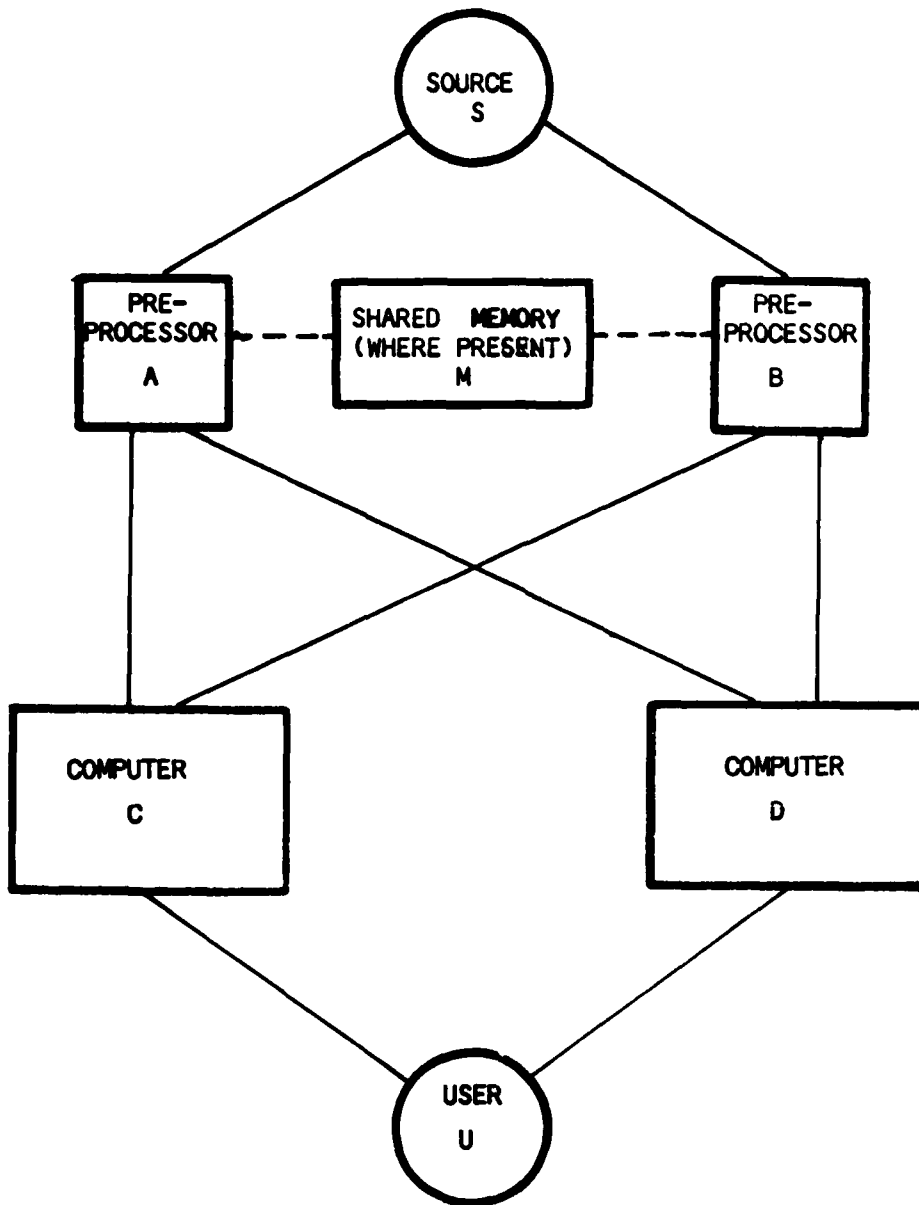 SOURCE
S
PRE-
PROCESSOR
A
SHARED MEMORY
(WHERE PRESENT)
M
PRE-
PROCESSOR
B
COMPUTER
C
COMPUTER
D
USER
U